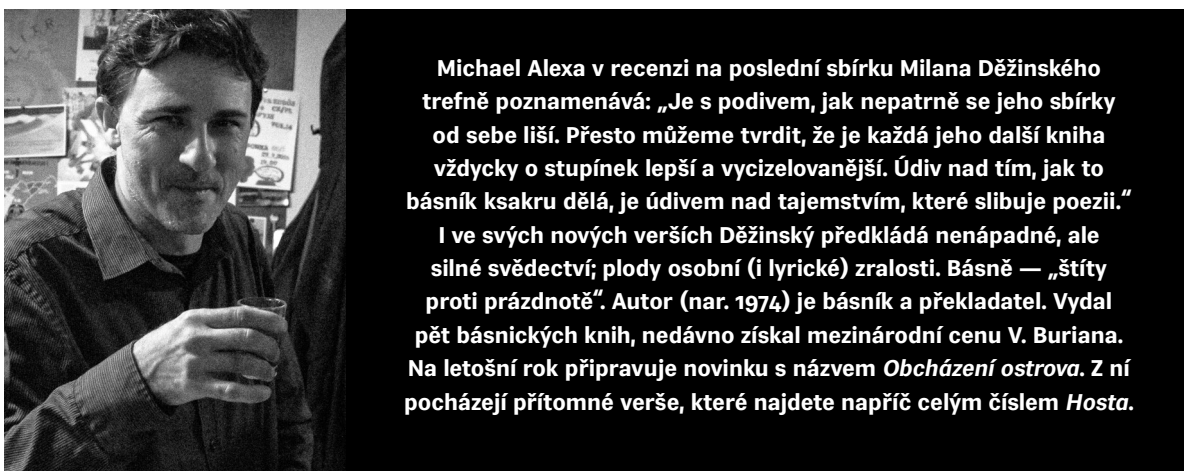 Michael Alexa v recenzi na poslední sbírku Milana Děžinského
trefně poznamenává: „Je s podivem, jak nepatrně se jeho sbírky
od sebe liší. Přesto můžeme tvrdit, že je každá jeho další kniha
vždycky o stupínek lepší a vycizelovanější. Údiv nad tím, jak to
básník ksakru dělá, je údivem nad tajemstvím, které slibuje poezii.“
I ve svých nových verších Děžinský předkládá nenápadné, ale
silné svědectví; plody osobní (i lyrické) zralosti. Básně — „štíty
proti prázdnotě“. Autor (nar. 1974) je básník a překladatel. Vydal
pět básnických knih, nedávno získal mezinárodní cenu V. Buriana.
Na letošní rok připravuje novinku s názvem Obcházení ostrova. Z ní
pocházejí přítomné verše, které najdete napříč celým číslem Hosta.